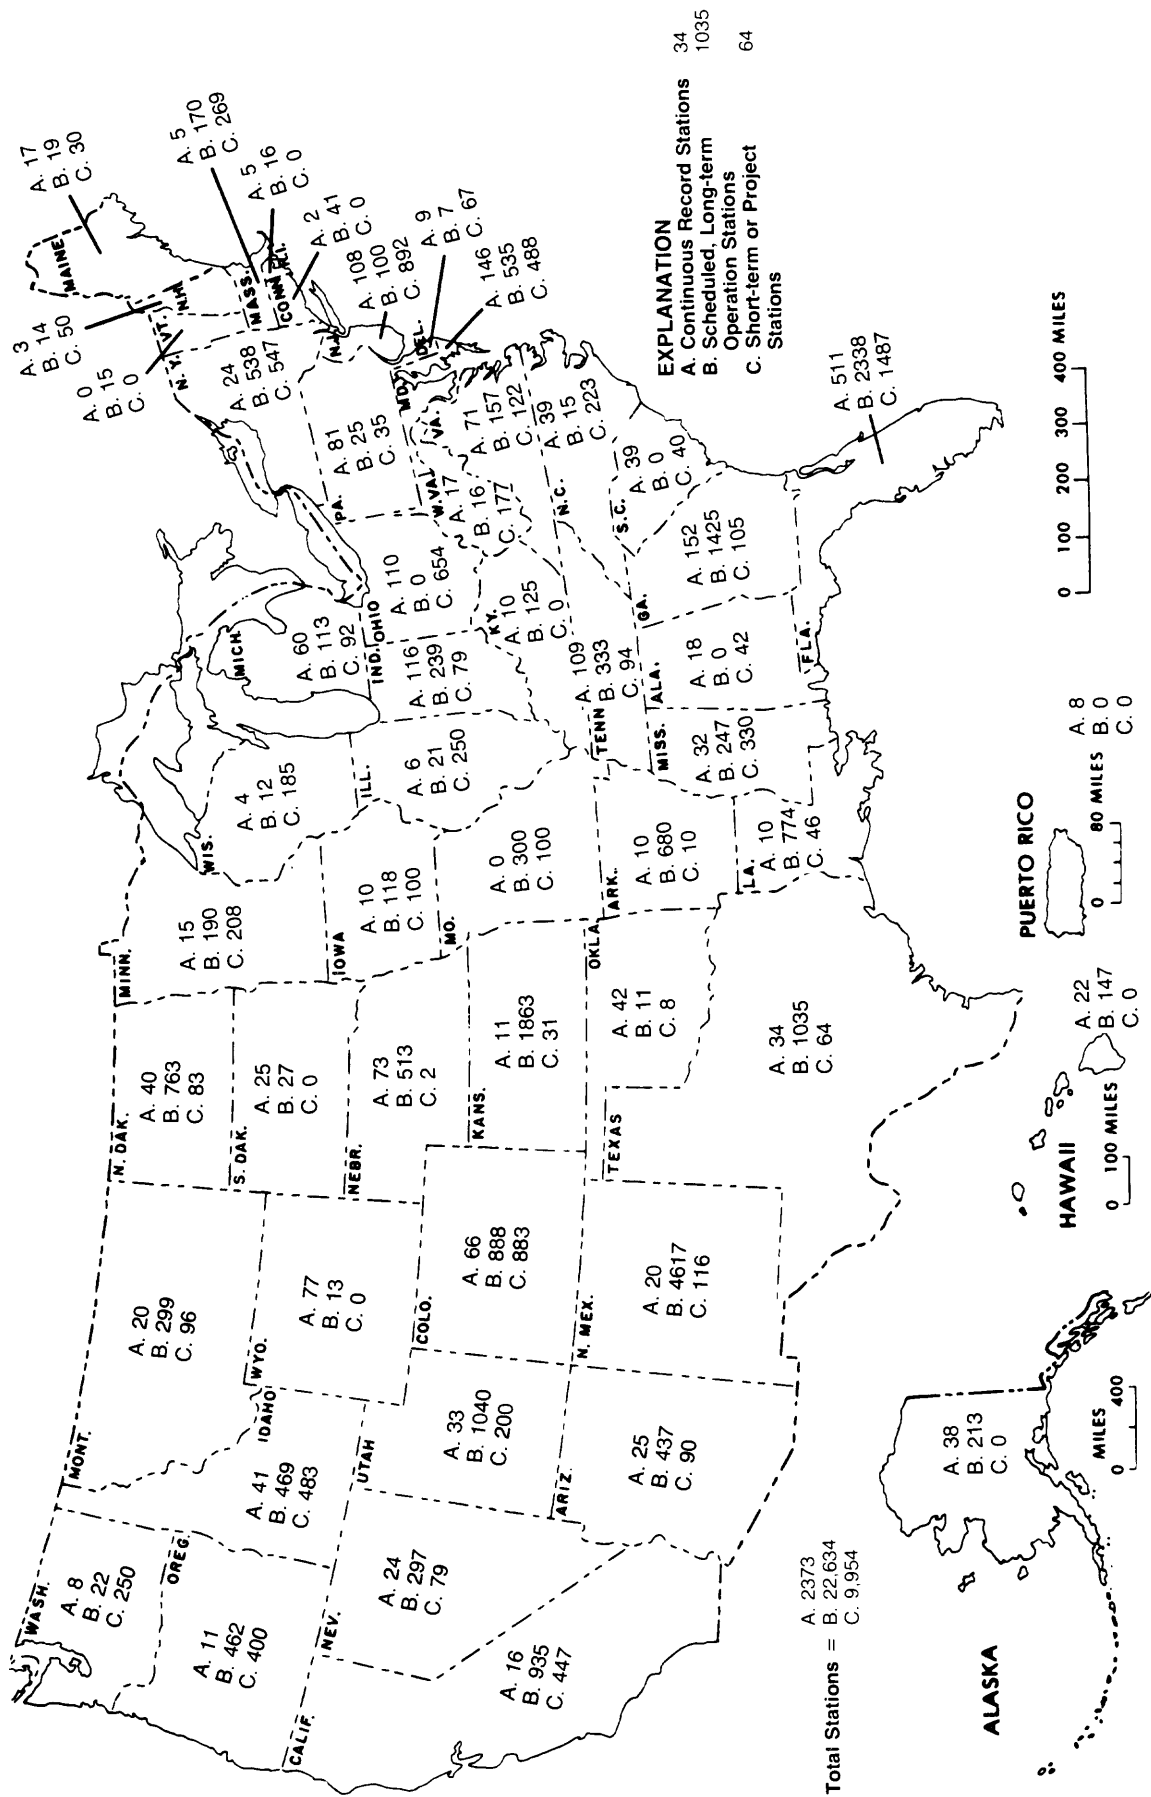 WASH.
A. 8
B. 22
C. 250
OREG.
A. 11
B. 462
C. 400
CALIF.
A. 16
B. 935
C. 447
NEV.
A. 24
B. 297
C. 79
IDAHO
A. 41
B. 469
C. 483
MONT.
A. 20
B. 299
C. 96
WYO.
A. 77
B. 13
C. 0
UTAH
A. 33
B. 1040
C. 200
ARIZ.
A. 25
B. 437
C. 90
COLO.
A. 66
B. 888
C. 883
N. MEX.
A. 20
B. 4617
C. 116
N. DAK.
A. 40
B. 763
C. 83
S. DAK.
A. 25
B. 27
C. 0
NEBR.
A. 73
B. 513
C. 2
KANS.
A. 11
B. 1863
C. 31
OKLA.
A. 42
B. 11
C. 8
TEXAS
A. 34
B. 1035
C. 64
MINN.
A. 15
B. 190
C. 208
IOWA
A. 10
B. 118
C. 100
MO.
A. 0
B. 300
C. 100
ARK.
A. 10
B. 680
C. 10
LA.
A. 10
B. 774
C. 46
WIS.
A. 4
B. 12
C. 185
ILL.
A. 6
B. 21
C. 250
MICH.
A. 60
B. 113
C. 92
IND.
A. 116
B. 239
C. 79
OHIO
A. 110
B. 0
C. 654
KY.
A. 10
B. 125
C. 0
TENN
A. 109
B. 333
C. 94
MISS.
A. 32
B. 247
C. 330
ALA.
A. 18
B. 0
C. 42
GA.
A. 152
B. 1425
C. 105
FLA.
A. 511
B. 2338
C. 1487
S.C.
A. 39
B. 0
C. 40
N.C.
A. 39
B. 15
C. 223
VA.
A. 71
B. 157
C. 122
W.VA.
A. 17
B. 16
C. 177
PA.
A. 81
B. 25
C. 35
N. Y.
A. 24
B. 538
C. 547
VT.
A. 0
B. 15
C. 0
N.H.
A. 3
B. 14
C. 50
MAINE
A. 17
B. 19
C. 30
MASS.
A. 5
B. 170
C. 269
R.I.
A. 5
B. 16
C. 0
CONN.
A. 2
B. 41
C. 0
N.J.
A. 108
B. 100
C. 892
DEL.
A. 9
B. 7
C. 67
MD.
A. 146
B. 535
C. 488
EXPLANATION
A. Continuous Record Stations 34
B. Scheduled, Long-term 1035
Operation Stations
C. Short-term or Project 64
Stations
0 100 200 300 400 MILES
Total Stations = A. 2373
B. 22,634
C. 9,954
ALASKA
A. 38
B. 213
C. 0
MILES
0 400
HAWAII
A. 22
B. 147
C. 0
0 100 MILES
PUERTO RICO
A. 8
B. 0
C. 0
0 80 MILES